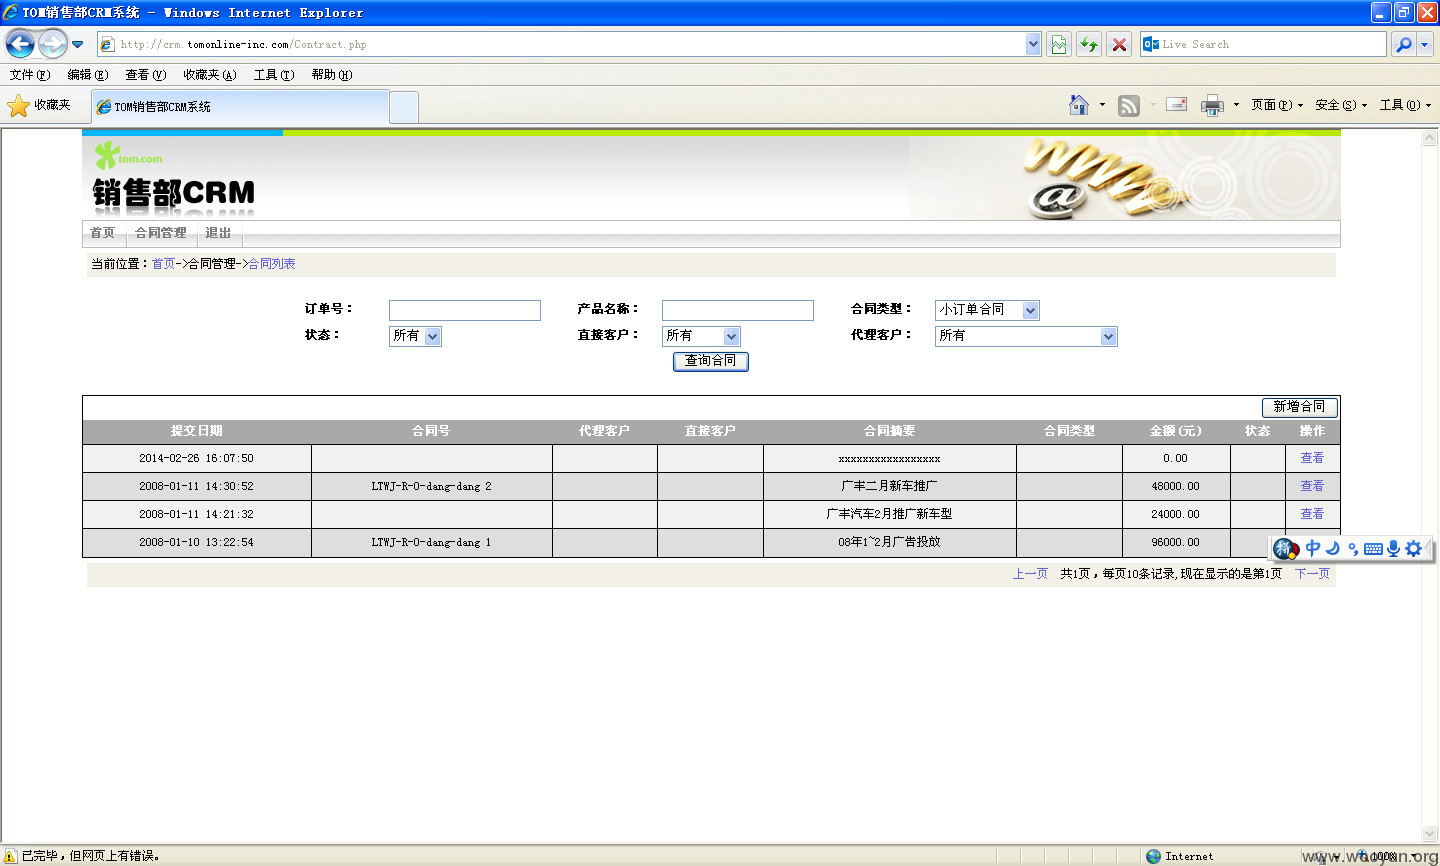 TOM销售部CRM系统 - Windows Internet Explorer
http://crm.tomonline-inc.com/Contract.php
Live Search
文件(F) 编辑(E) 查看(V) 收藏夹(A) 工具(T) 帮助(H)
收藏夹 TOM销售部CRM系统 页面(P) 安全(S) 工具(O)
tom.com
销售部CRM
www
@
首页 合同管理 退出
当前位置：首页->合同管理->合同列表
订单号： 产品名称： 合同类型： 小订单合同
状态： 所有 直接客户： 所有 代理客户： 所有
查询合同
新增合同
提交日期 合同号 代理客户 直接客户 合同摘要 合同类型 金额(元) 状态 操作
2014-02-26 16:07:50 xxxxxxxxxxxxxxxxx 0.00 查看
2008-01-11 14:30:52 LTWJ-R-0-dang-dang 2 广丰二月新车推广 48000.00 查看
2008-01-11 14:21:32 广丰汽车2月推广新车型 24000.00 查看
2008-01-10 13:22:54 LTWJ-R-0-dang-dang 1 08年1~2月广告投放 96000.00
拼 中
上一页 共1页，每页10条记录,现在显示的是第1页 下一页
已完毕，但网页上有错误。 Internet 100%
www.wooyun.org